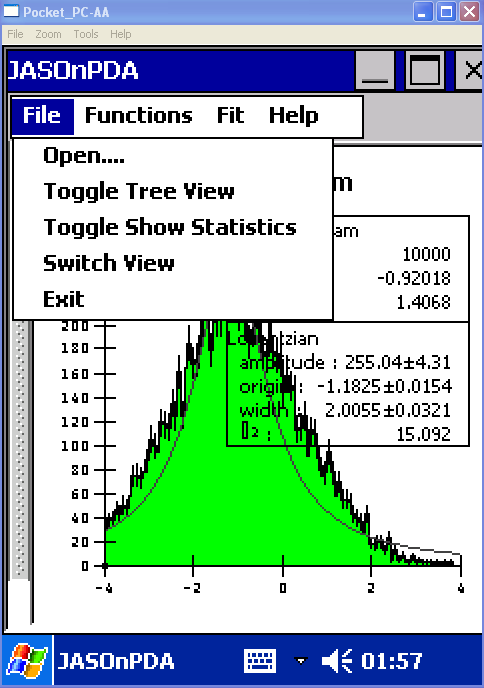 Pocket_PC-AA
File Zoom Tools Help
JASOnPDA
File Functions Fit Help
Open....
Toggle Tree View
Toggle Show Statistics
Switch View
Exit
10000
-0.92018
1.4068
amplitude : 255.04±4.31
origin : -1.1825±0.0154
width : 2.0055±0.0321
15.092
200
180
160
140
120
100
80
60
40
20
0
-4 -2 0 2 4
JASOnPDA 01:57